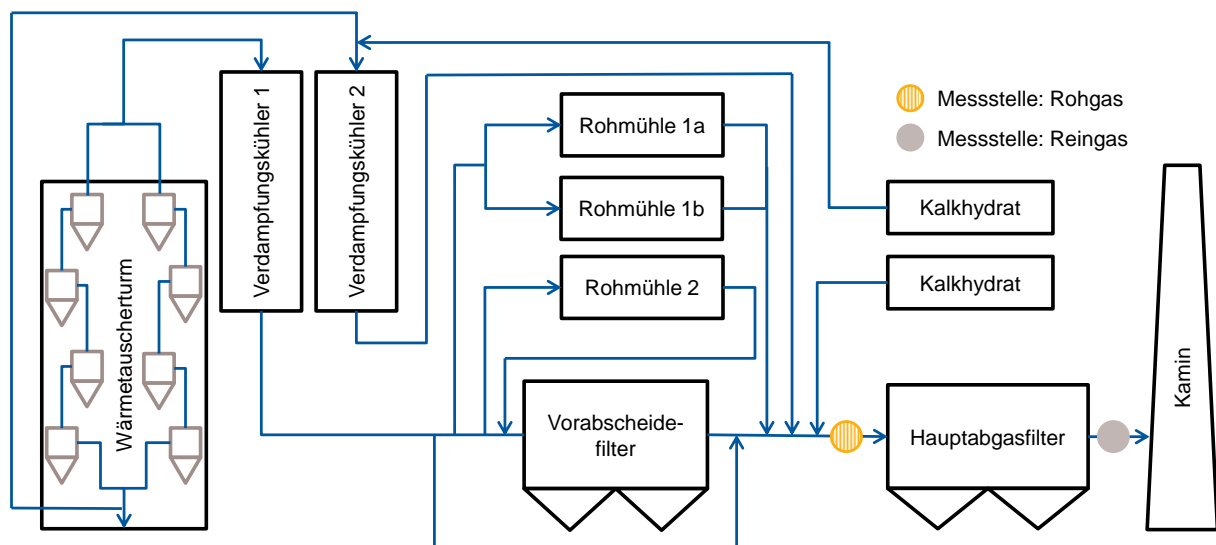 Verdampfungskühler 1
Verdampfungskühler 2
Rohmühle 1a
Rohmühle 1b
Rohmühle 2
Messstelle: Rohgas
Messstelle: Reingas
Kalkhydrat
Kalkhydrat
Wärmetauscherturm
Vorabscheide-
filter
Hauptabgasfilter
Kamin